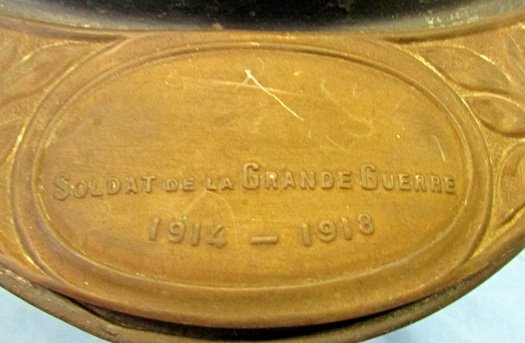 SOLDAT DE LA GRANDE GUERRE
1914 — 1918